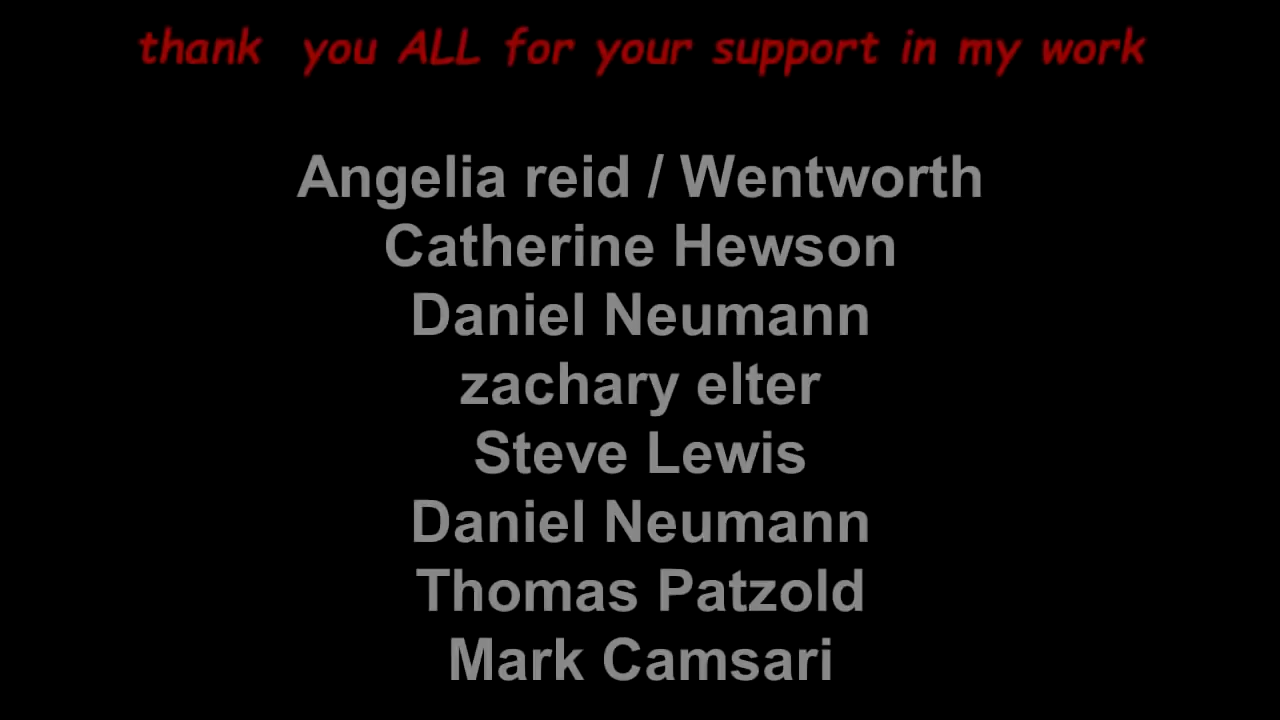 thank you ALL for your support in my work
Angelia reid / Wentworth
Catherine Hewson
Daniel Neumann
zachary elter
Steve Lewis
Daniel Neumann
Thomas Patzold
Mark Camsari